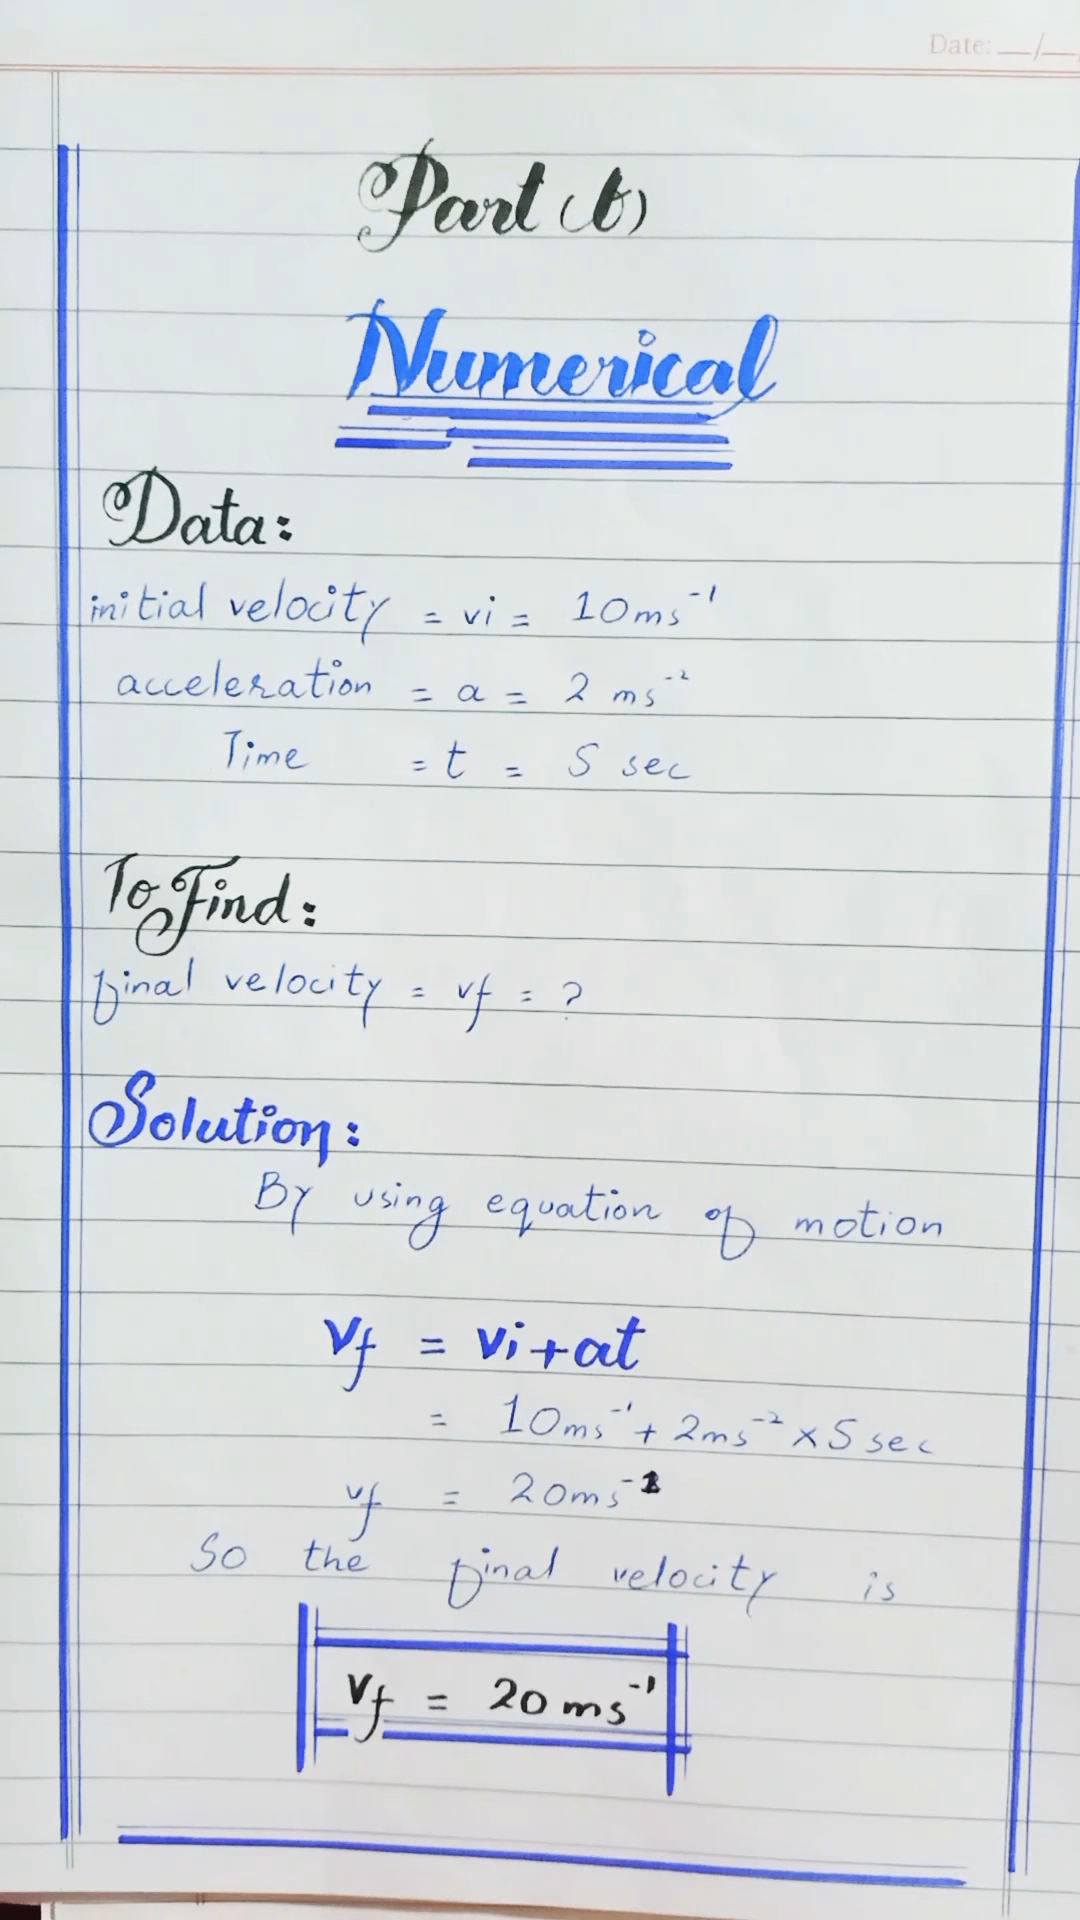 Date: __/__
Part (b)
Numerical
Data:
initial velocity = vi = 10ms⁻¹
acceleration = a = 2 ms⁻²
Time = t = 5 sec
To Find:
final velocity = vf = ?
Solution:
By using equation of motion
Vf = vi+at
= 10ms⁻¹ + 2ms⁻² × 5 sec
vf = 20ms⁻¹
So the final velocity is
Vf = 20 ms⁻¹